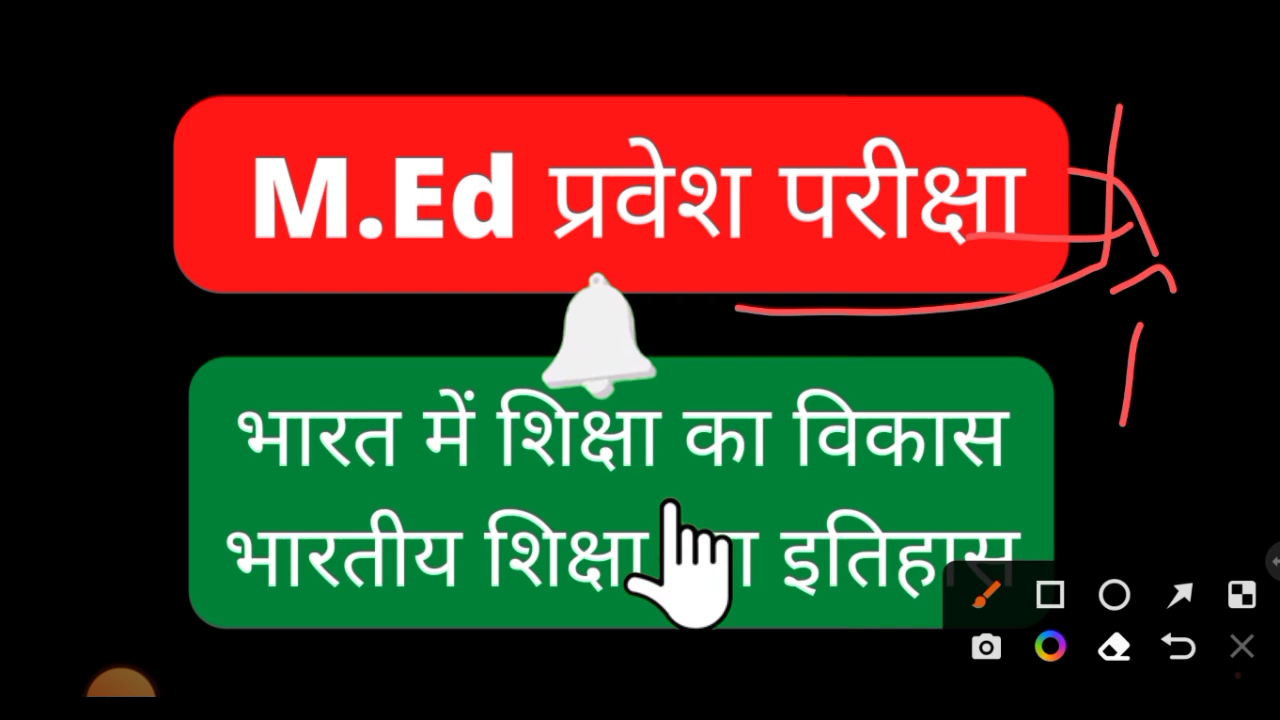 M.Ed प्रवेश परीक्षा
भारत में शिक्षा का विकास
भारतीय शिक्षा इतिहास